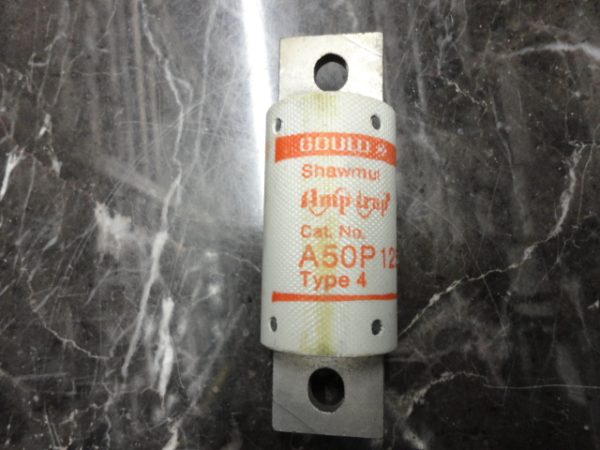 GOULD
Shawmut
Amp-trap
Cat. No.
A50P12
Type 4